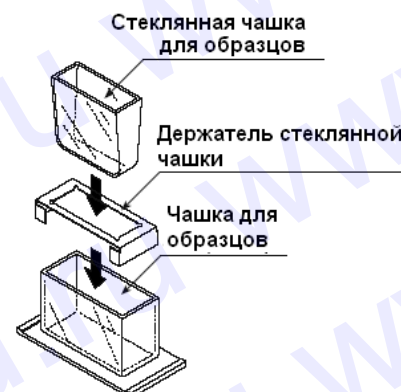 Стеклянная чашка
для образцов
Держатель стеклянной
чашки
Чашка для
образцов